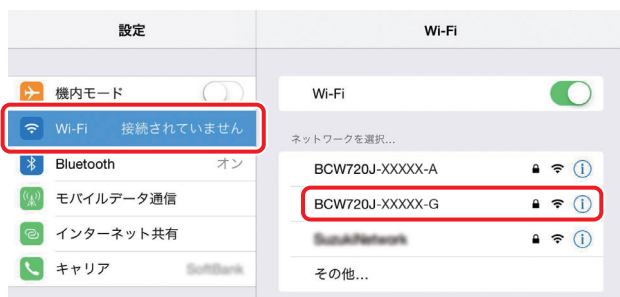 設定
機内モード
Wi-Fi 接続されていません
Bluetooth オン
モバイルデータ通信
インターネット共有
キャリア
Wi-Fi
Wi-Fi
ネットワークを選択...
BCW720J-XXXXX-A
BCW720J-XXXXX-G
その他...